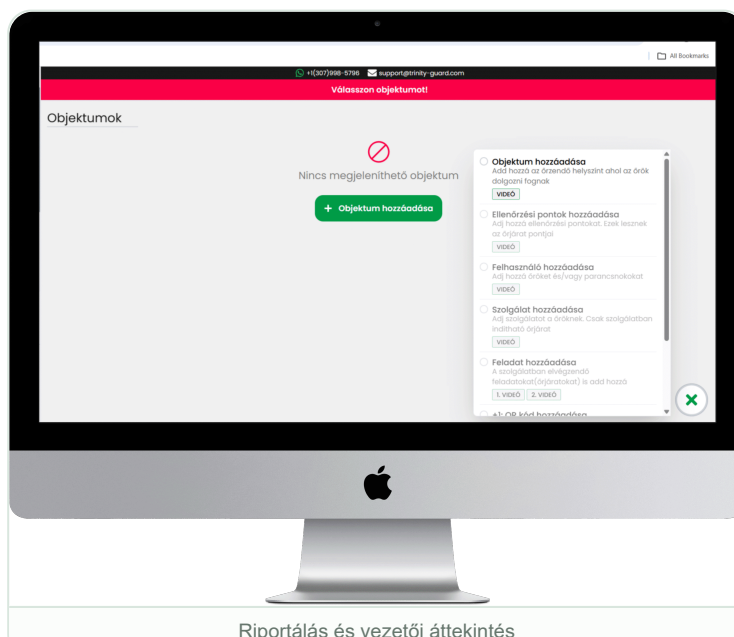 All Bookmarks
+1(307)998-5796 support@trinity-guard.com
Válasszon objektumot!
Objektumok
Nincs megjeleníthető objektum
+ Objektum hozzáadása
Objektum hozzáadása
Add hozzá az őrzendő helyszínt ahol az őrök
dolgozni fognak
VIDEÓ
Ellenőrzési pontok hozzáadása
Adj hozzá ellenőrzési pontokat. Ezek lesznek
az őrjárat pontjai
VIDEÓ
Felhasználó hozzáadása
Adj hozzá őröket és/vagy parancsnokokat
VIDEÓ
Szolgálat hozzáadása
Adj szolgálatot a őröknek. Csak szolgálatban
indítható őrjárat
VIDEÓ
Feladat hozzáadása
A szolgálatban elvégzendő
feladatokat(őrjáratokat) is add hozzá
1. VIDEÓ 2. VIDEÓ
+1: QR kód hozzáadása
Riportálás és vezetői áttekintés